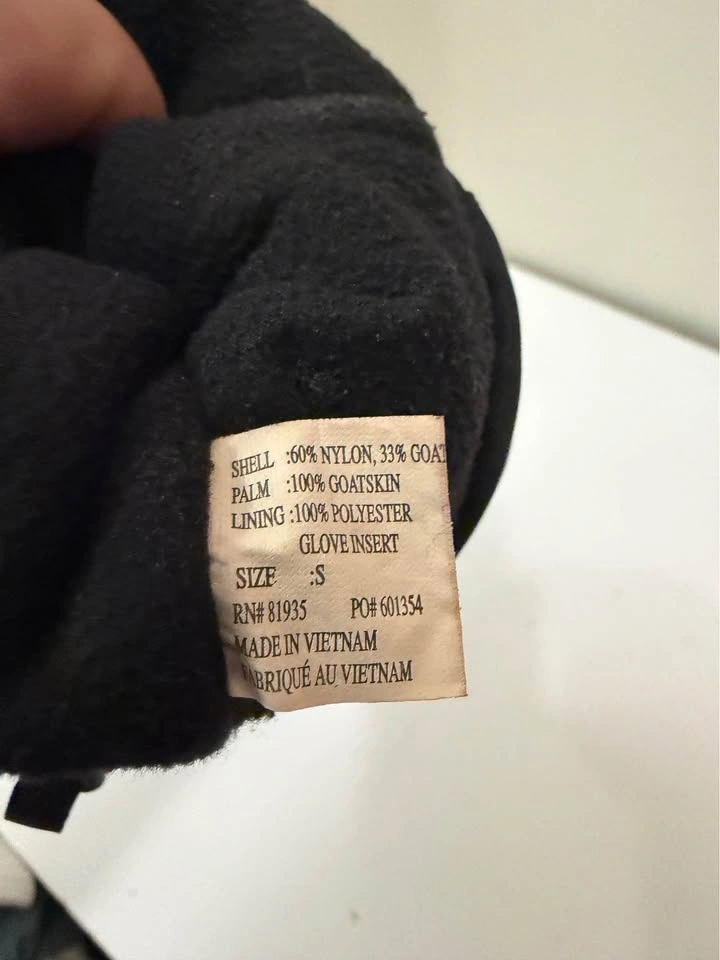 SHELL :60% NYLON, 33% GOAT
PALM :100% GOATSKIN
LINING :100% POLYESTER
GLOVE INSERT
SIZE :S
RN# 81935 PO# 601354
MADE IN VIETNAM
FABRIQUÉ AU VIETNAM